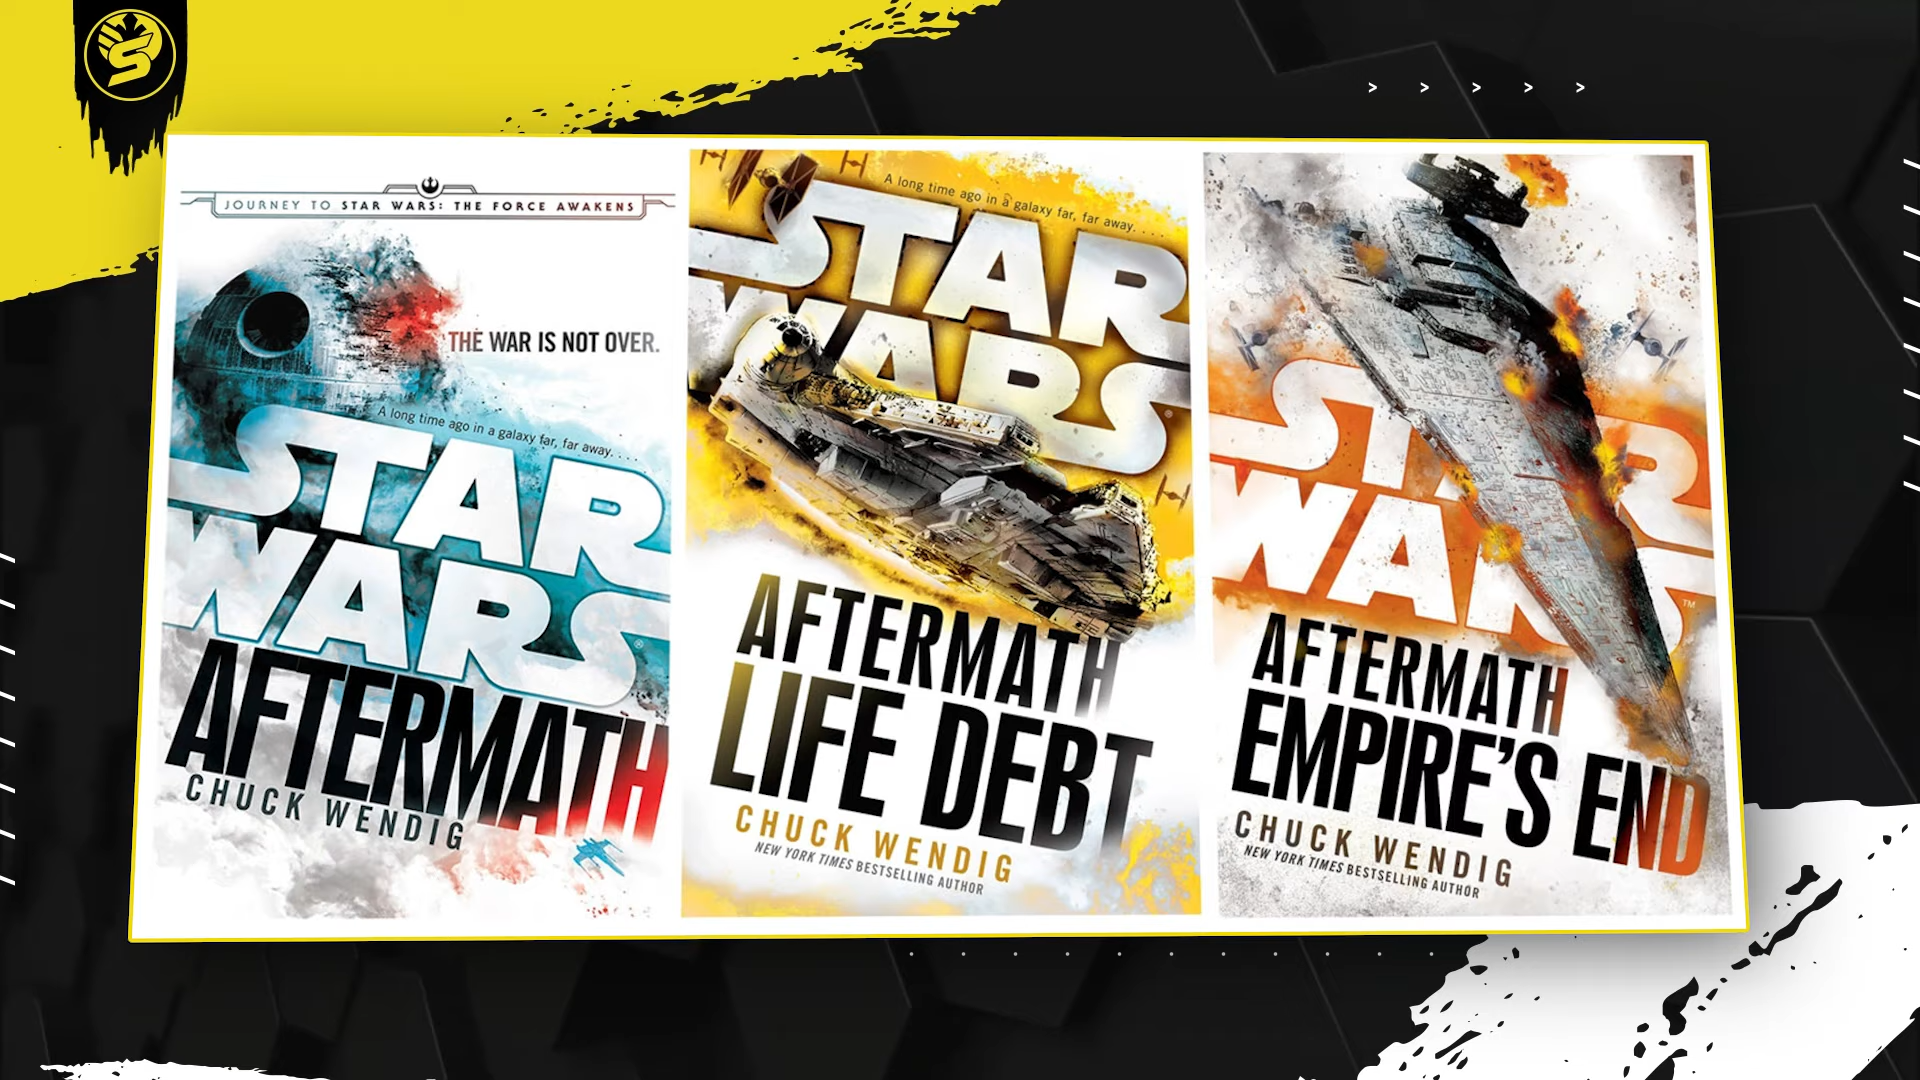 JOURNEY TO STAR WARS: THE FORCE AWAKENS
THE WAR IS NOT OVER.
A long time ago in a galaxy far, far away. . . .
STAR
WARS®
AFTERMATH
CHUCK WENDIG
A long time ago in a galaxy far, far away. . . .
STAR
WARS®
AFTERMATH
LIFE DEBT
CHUCK WENDIG
NEW YORK TIMES BESTSELLING AUTHOR
STAR
WARS™
AFTERMATH
EMPIRE'S END
CHUCK WENDIG
NEW YORK TIMES BESTSELLING AUTHOR